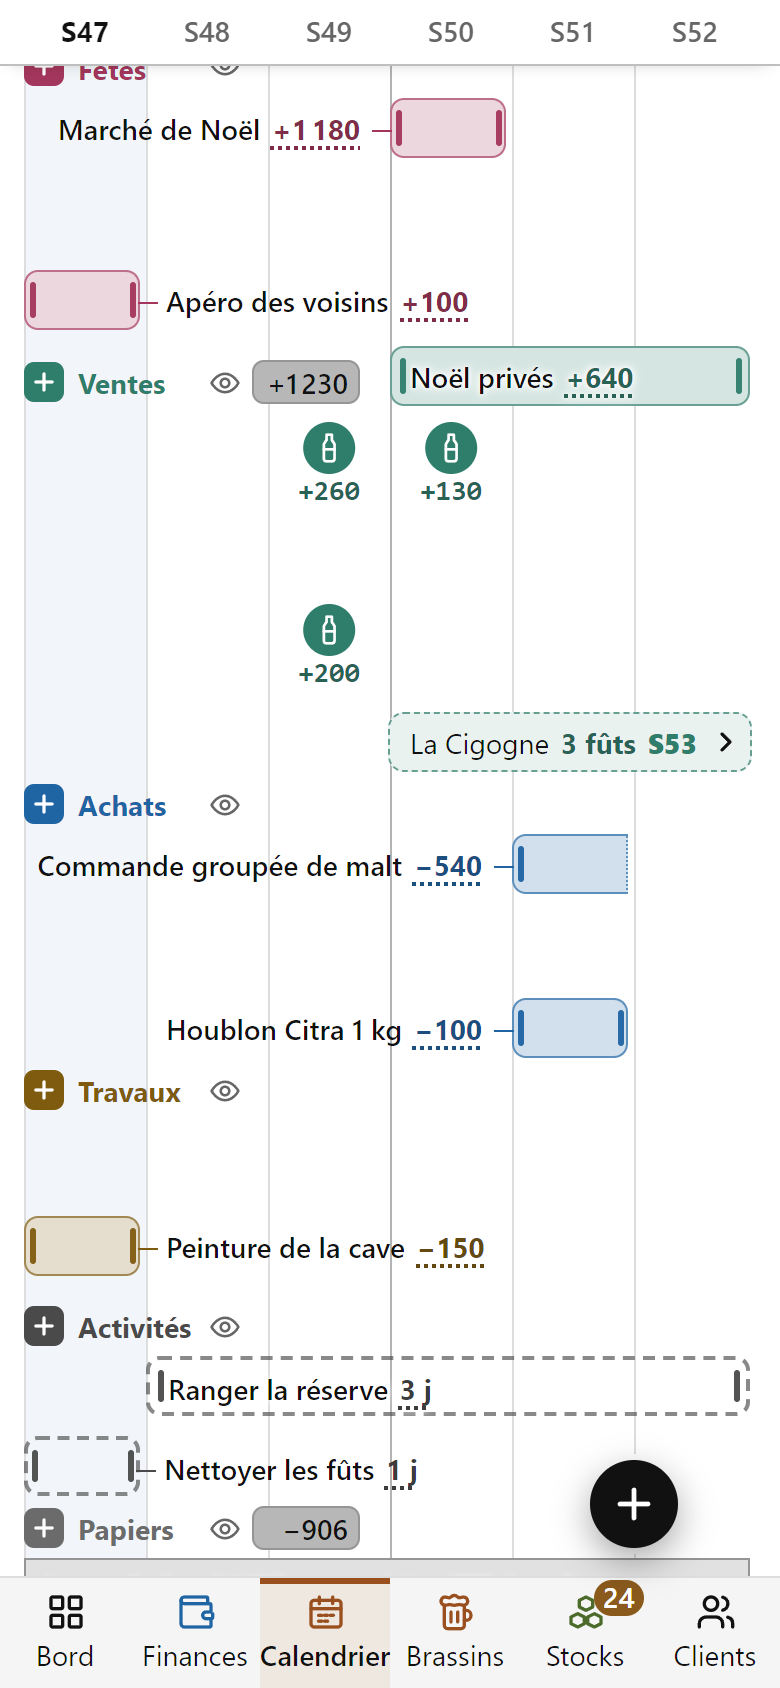 S47 S48 S49 S50 S51 S52
Fêtes
Marché de Noël +1 180
Apéro des voisins +100
Ventes +1 230 Noël privés +640
+260 +130
+200
La Cigogne 3 fûts S53
Achats
Commande groupée de malt −540
Houblon Citra 1 kg −100
Travaux
Peinture de la cave −150
Activités
Ranger la réserve 3 j
Nettoyer les fûts 1 j
Papiers −906
24
Bord Finances Calendrier Brassins Stocks Clients